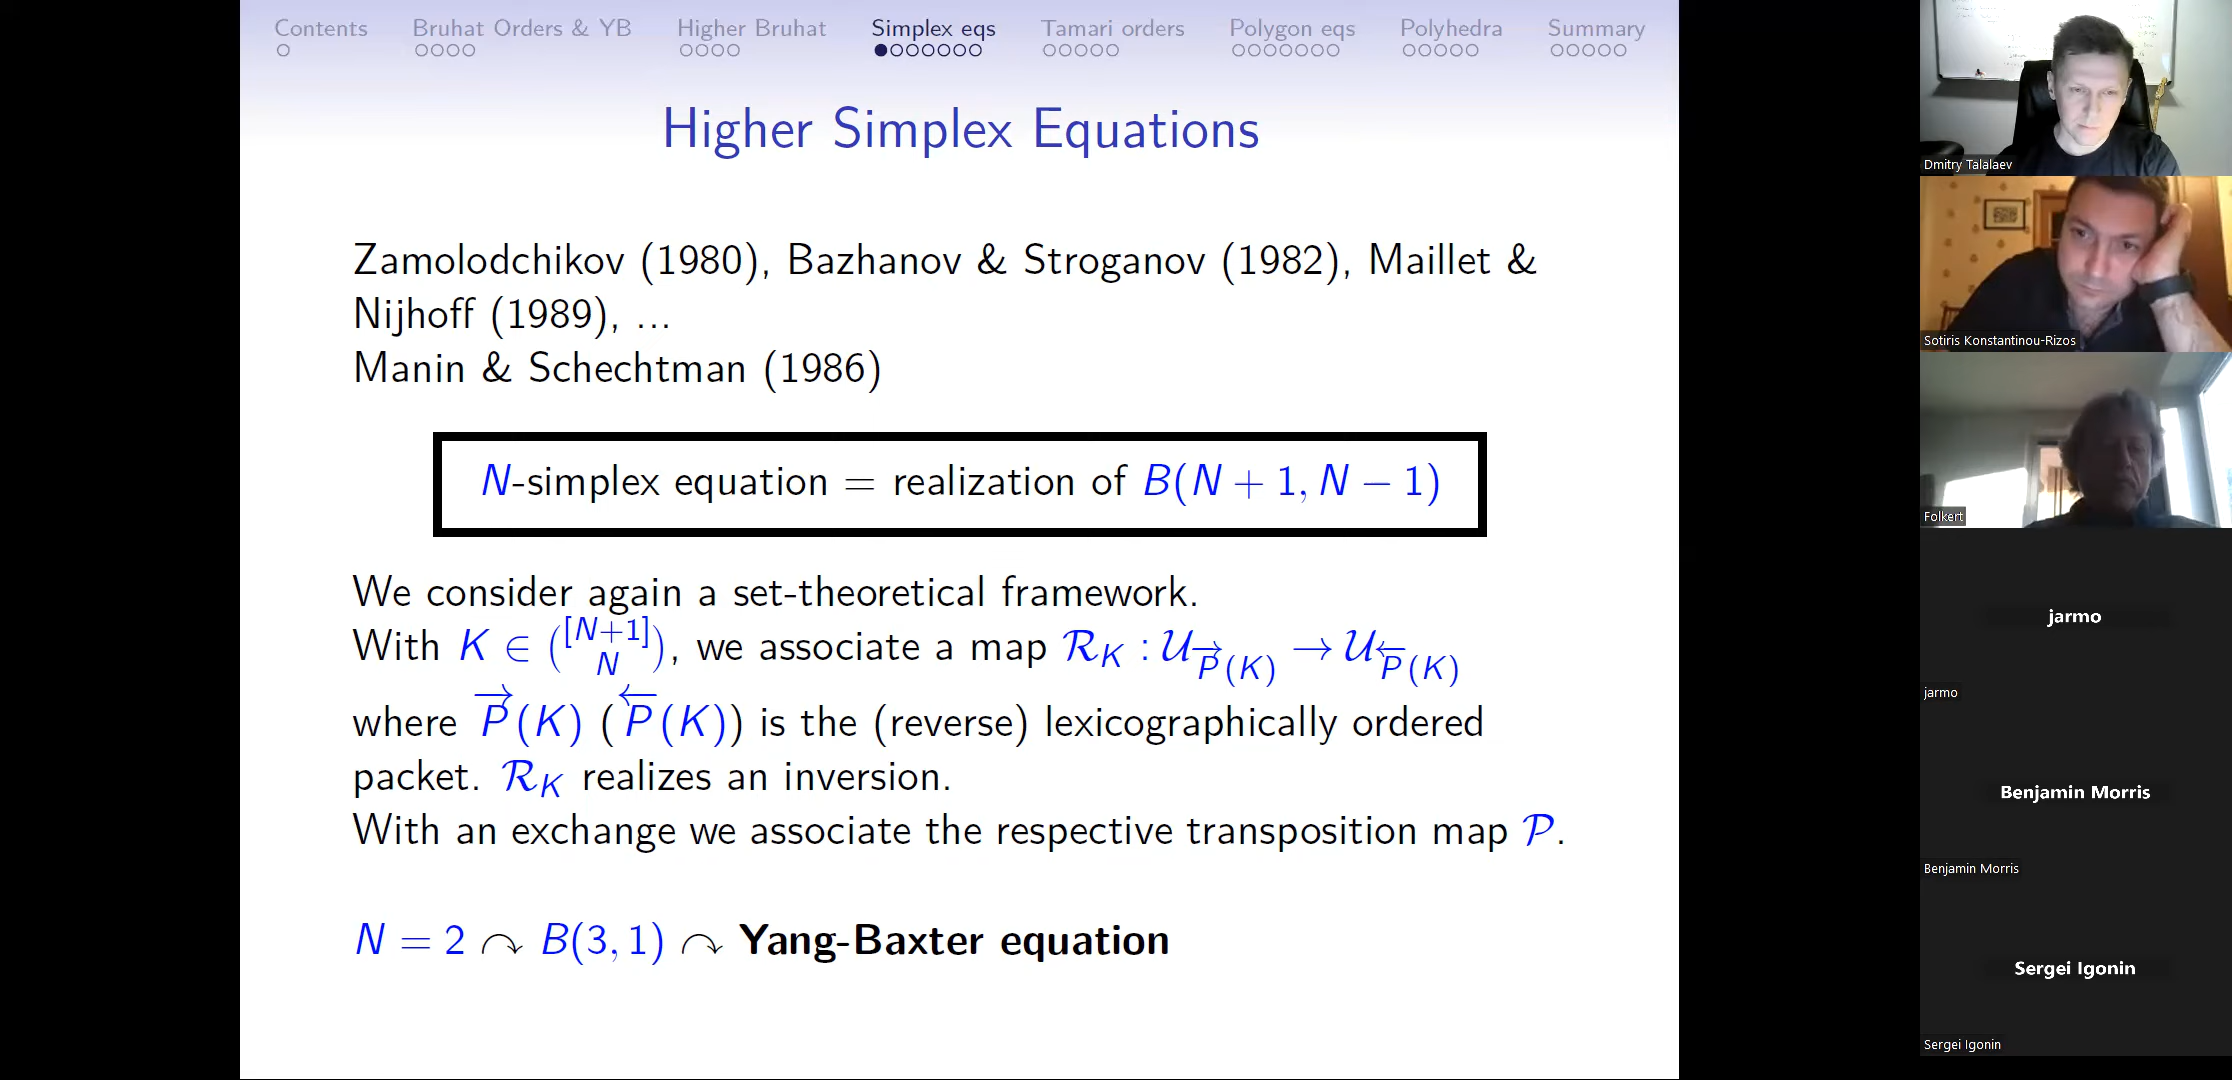 Contents Bruhat Orders & YB Higher Bruhat Simplex eqs Tamari orders Polygon eqs Polyhedra Summary
Higher Simplex Equations
Zamolodchikov (1980), Bazhanov & Stroganov (1982), Maillet &
Nijhoff (1989), ...
Manin & Schechtman (1986)
N-simplex equation = realization of B(N + 1, N − 1)
We consider again a set-theoretical framework.
With K ∈ ([N+1] N), we associate a map R_K : U_→P(K) → U_←P(K)
where →P(K) (←P(K)) is the (reverse) lexicographically ordered
packet. R_K realizes an inversion.
With an exchange we associate the respective transposition map P.
N = 2 ↷ B(3, 1) ↷ Yang-Baxter equation
Dmitry Talalaev
Sotiris Konstantinou-Rizos
Folkert
jarmo
jarmo
Benjamin Morris
Benjamin Morris
Sergei Igonin
Sergei Igonin